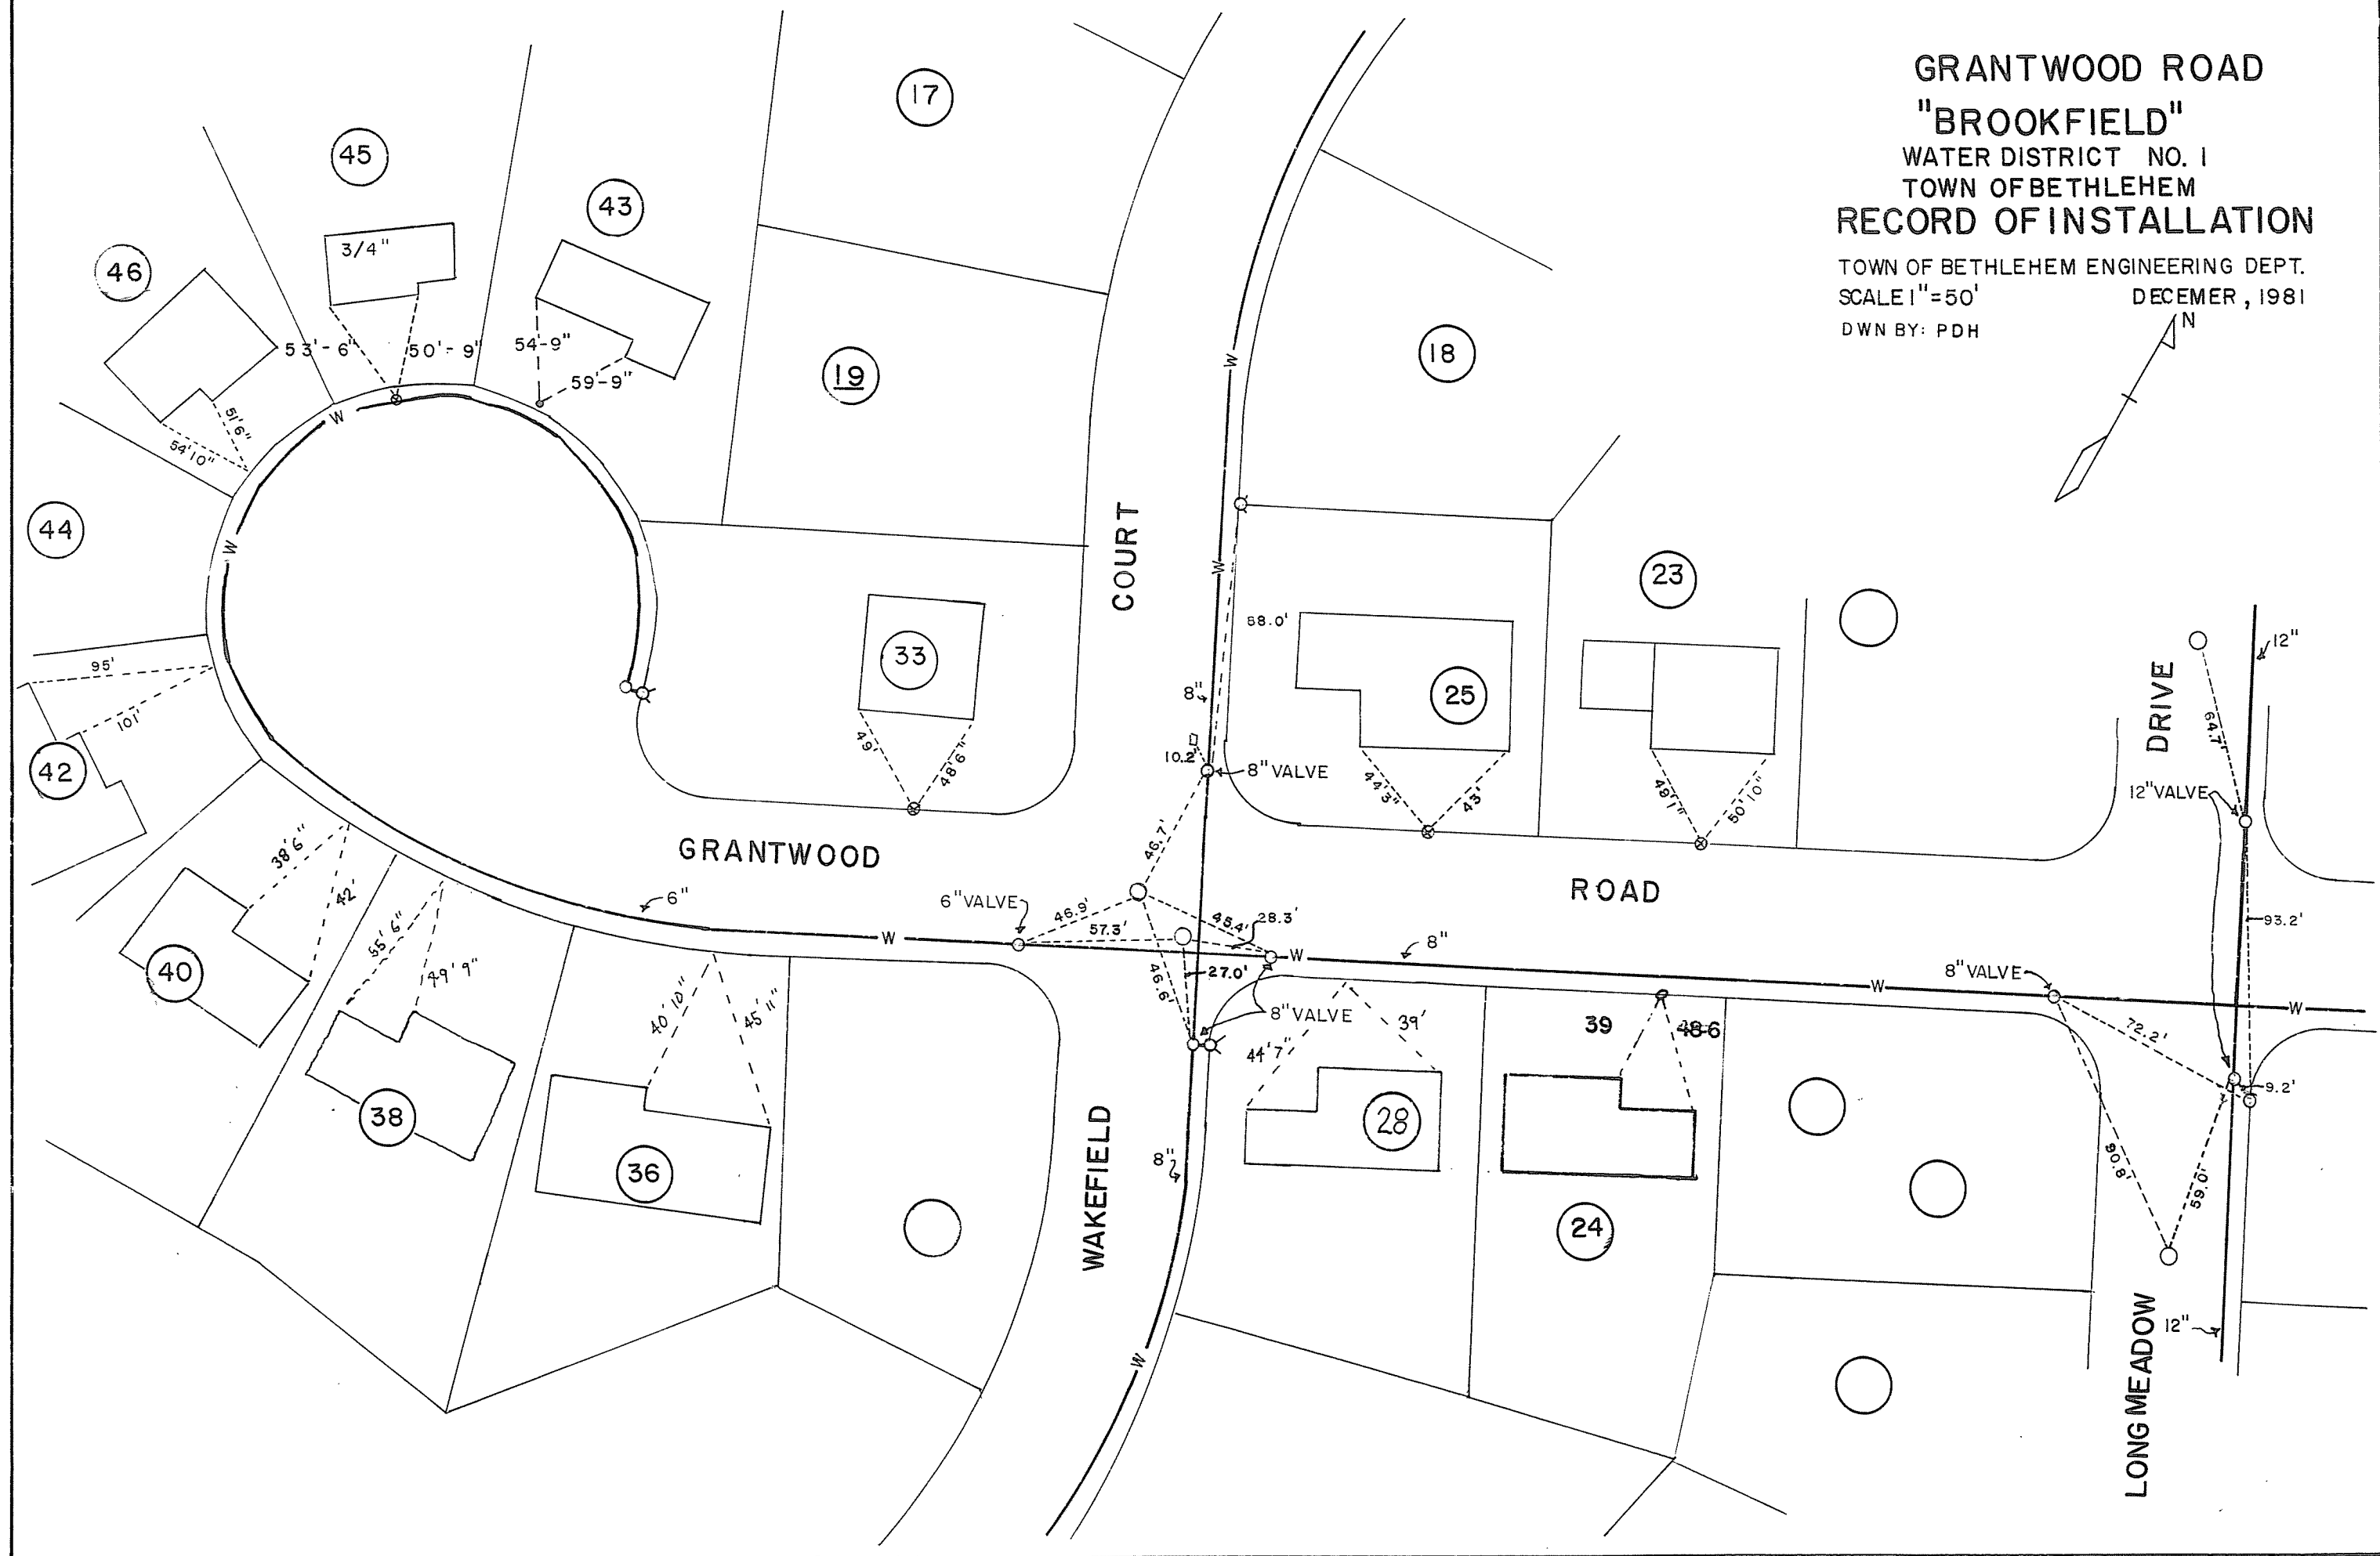 GRANTWOOD ROAD
"BROOKFIELD"
WATER DISTRICT NO. 1
TOWN OF BETHLEHEM
RECORD OF INSTALLATION
TOWN OF BETHLEHEM ENGINEERING DEPT.
SCALE 1"=50'
DECEMER, 1981
DWN BY: PDH
N
17
45
43
46
3/4"
53'-6"
50'-9"
54-9"
59'-9"
51'6"
54'10"
19
18
W
W
W
W
44
COURT
23
33
25
58.0'
8"
10.2'
8" VALVE
49'
48'6"
44'3"
43'
49'1"
50'10"
95'
101'
42
DRIVE
12"
64.7'
12" VALVE
93.2'
GRANTWOOD
ROAD
46.7'
6" VALVE
46.9'
57.3'
45.4'
28.3'
27.0'
46.6'
8" VALVE
6"
W
W
8"
W
8" VALVE
W
72.2'
9.2'
90.8'
59.0'
38'6"
42'
55'6"
49'9"
40'10"
45'11"
40
38
36
44'7"
39'
28
39
48-6
24
WAKEFIELD
8"
W
LONGMEADOW
12"